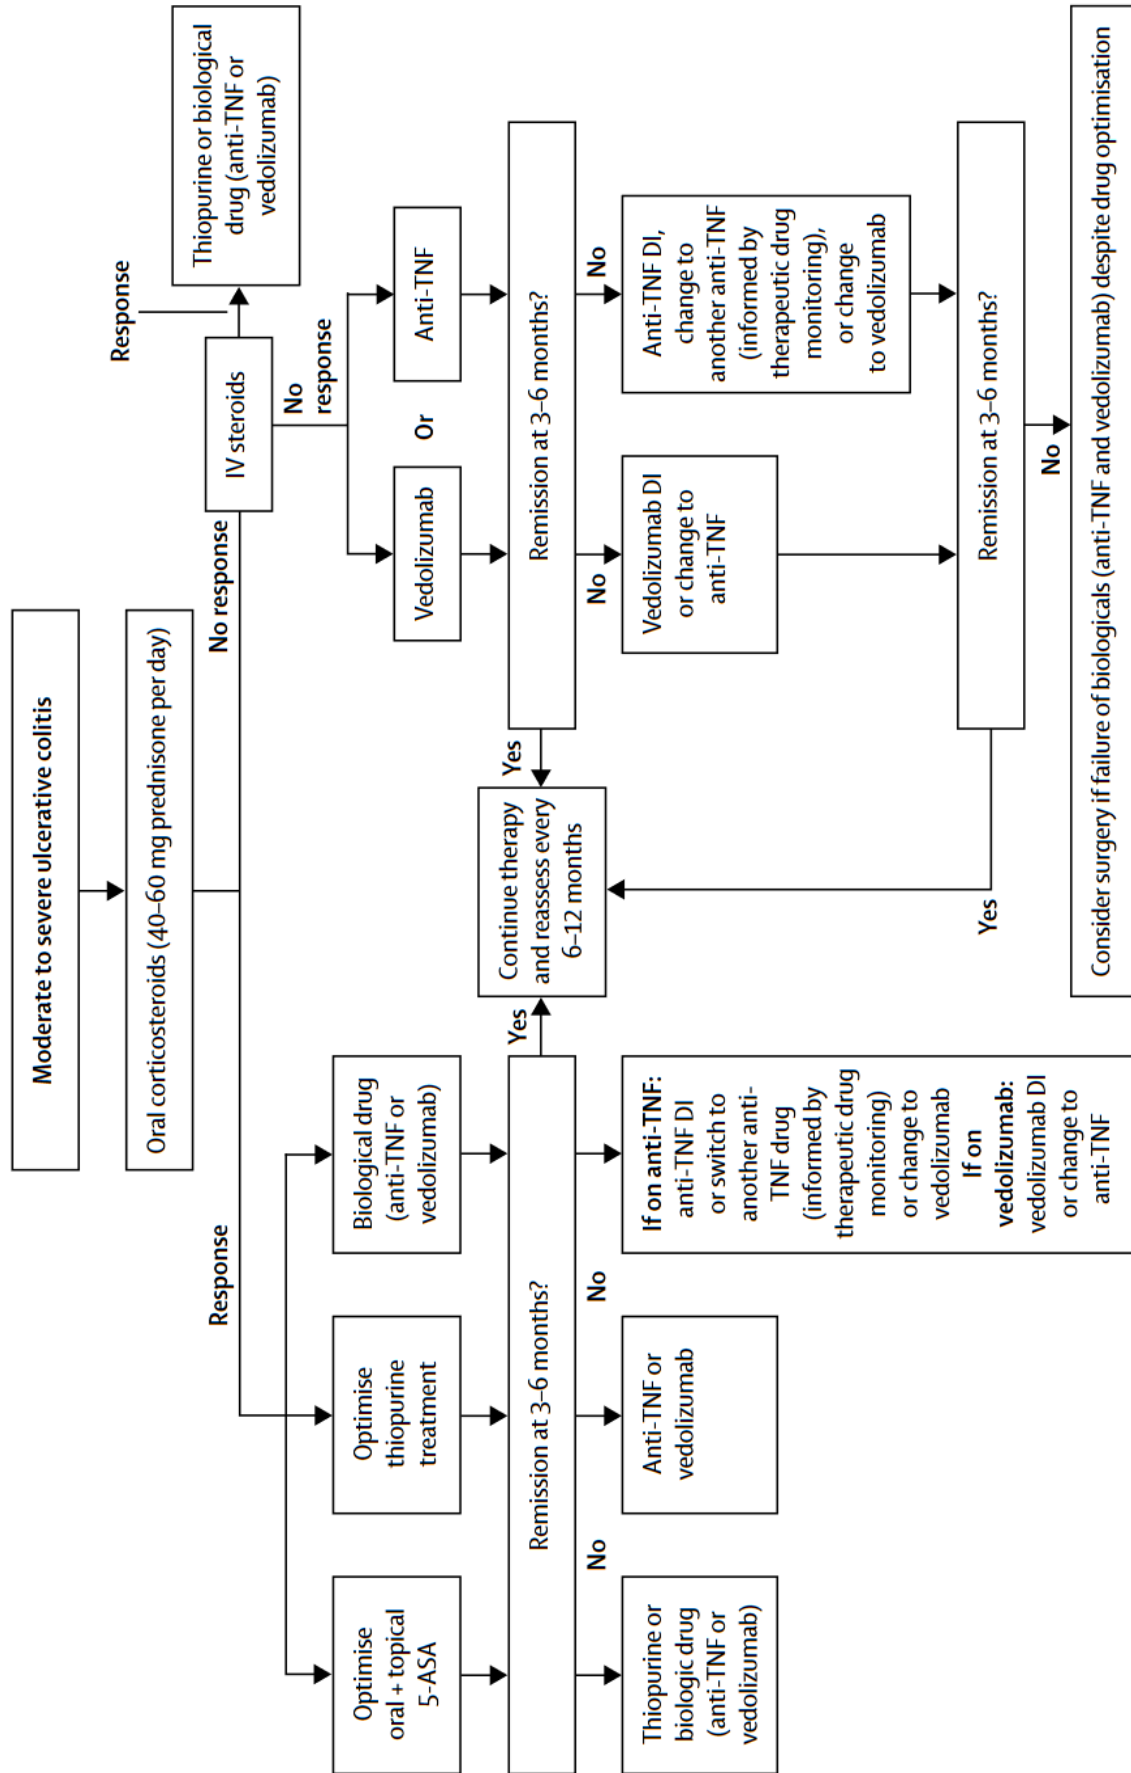 Moderate to severe ulcerative colitis
Oral corticosteroids (40–60 mg prednisone per day)
Response
No response
IV steroids
Response
Thiopurine or biological
drug (anti-TNF or
vedolizumab)
No
response
Optimise
oral + topical
5-ASA
Optimise
thiopurine
treatment
Biological drug
(anti-TNF or
vedolizumab)
Vedolizumab
Or
Anti-TNF
Remission at 3–6 months?
Yes
Continue therapy
and reassess every
6–12 months
Yes
Remission at 3–6 months?
No
No
No
No
Thiopurine or
biologic drug
(anti-TNF or
vedolizumab)
Anti-TNF or
vedolizumab
If on anti-TNF:
anti-TNF DI
or switch to
another anti-
TNF drug
(informed by
therapeutic drug
monitoring)
or change to
vedolizumab
If on
vedolizumab:
vedolizumab DI
or change to
anti-TNF
Vedolizumab DI
or change to
anti-TNF
Anti-TNF DI,
change to
another anti-TNF
(informed by
therapeutic drug
monitoring),
or change
to vedolizumab
Yes
Remission at 3–6 months?
No
Consider surgery if failure of biologicals (anti-TNF and vedolizumab) despite drug optimisation